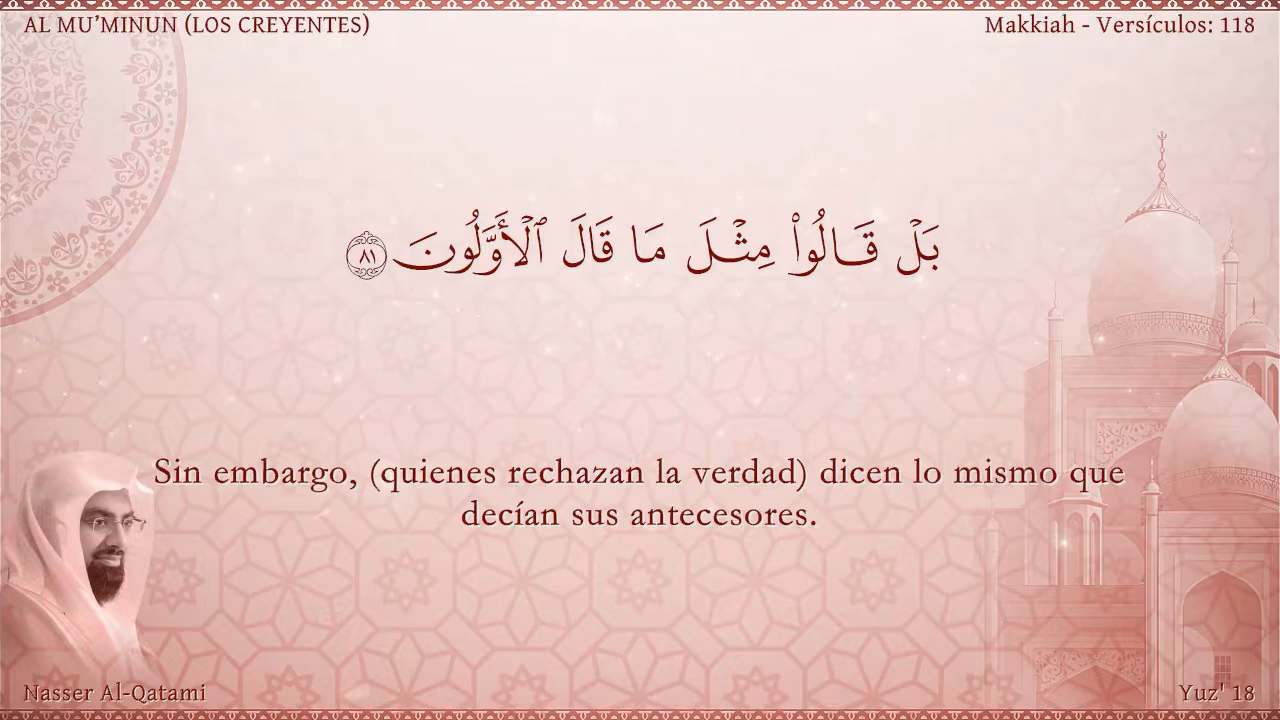 AL MU’MINUN (LOS CREYENTES)
Makkiah - Versículos: 118
بَلۡ قَالُواْ مِثۡلَ مَا قَالَ ٱلۡأَوَّلُونَ ٨١
Sin embargo, (quienes rechazan la verdad) dicen lo mismo que
decían sus antecesores.
Nasser Al-Qatami
Yuz' 18